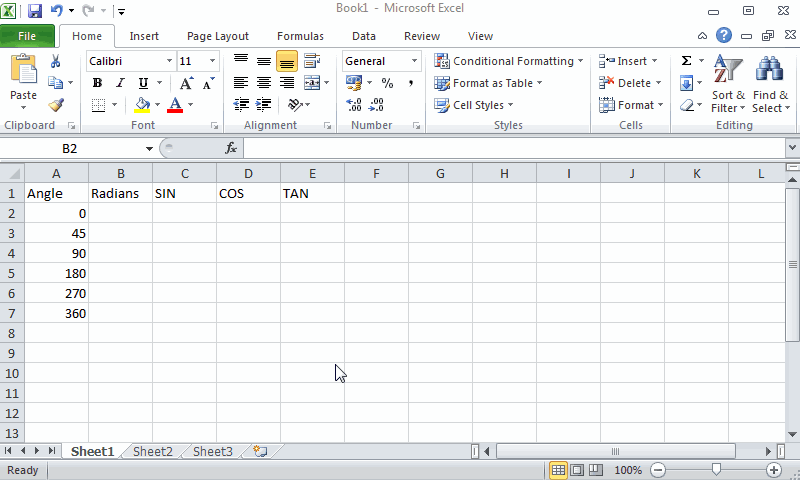 Book1 - Microsoft Excel
File Home Insert Page Layout Formulas Data Review View
Calibri 11 General Conditional Formatting Insert Σ
Paste B I U A A $ % , Format as Table Delete Sort & Filter Find & Select
A .00 .0 Cell Styles Format
Clipboard Font Alignment Number Styles Cells Editing
B2 fx
A B C D E F G H I J K L
1 Angle Radians SIN COS TAN
2 0
3 45
4 90
5 180
6 270
7 360
8
9
10
11
12
13
Sheet1 Sheet2 Sheet3
Ready 100%